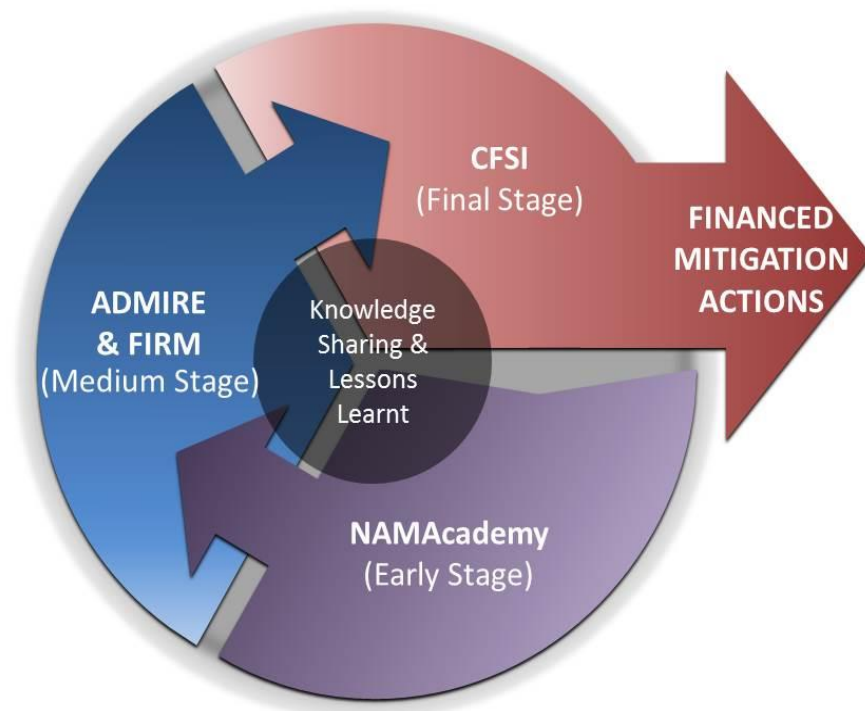 CFSI
(Final Stage)
FINANCED
MITIGATION
ACTIONS
ADMIRE
& FIRM
(Medium Stage)
Knowledge
Sharing &
Lessons
Learnt
NAMAcademy
(Early Stage)